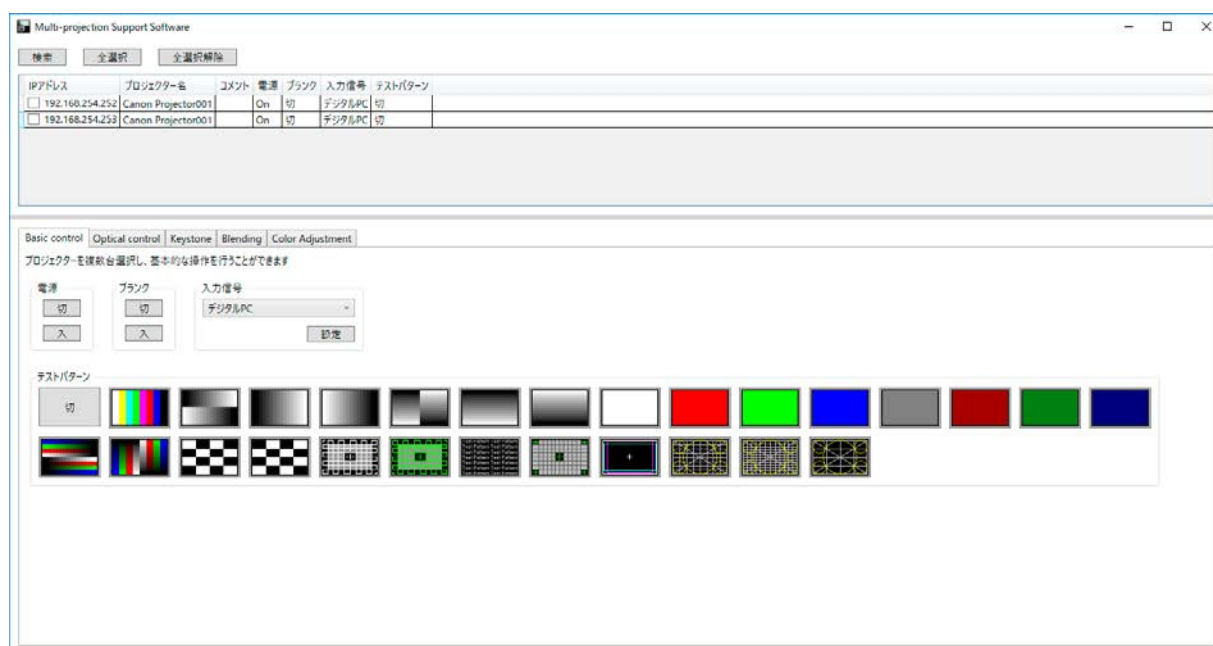 Multi-projection Support Software
検索 全選択 全選択解除
IPアドレス プロジェクター名 コメント 電源 ブランク 入力信号 テストパターン
192.168.254.252 Canon Projector001 On 切 デジタルPC 切
192.168.254.253 Canon Projector001 On 切 デジタルPC 切
Basic control Optical control Keystone Blending Color Adjustment
プロジェクターを複数台選択し、基本的な操作を行うことができます
電源 ブランク 入力信号
切 切 デジタルPC
入 入 設定
テストパターン
切